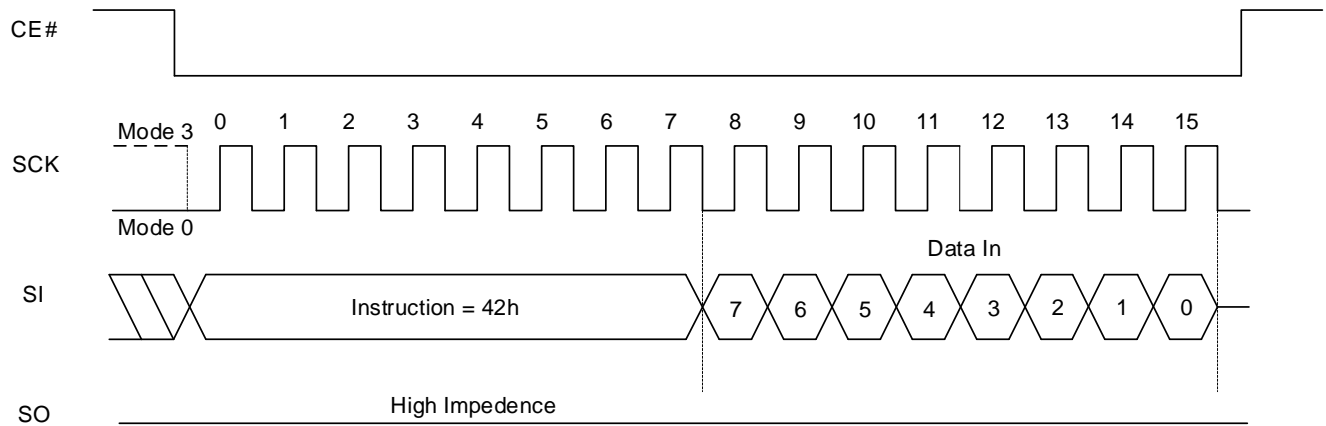 CE#
0 1 2 3 4 5 6 7 8 9 10 11 12 13 14 15
Mode 3
SCK
Mode 0
Data In
SI
Instruction = 42h
7 6 5 4 3 2 1 0
High Impedence
SO